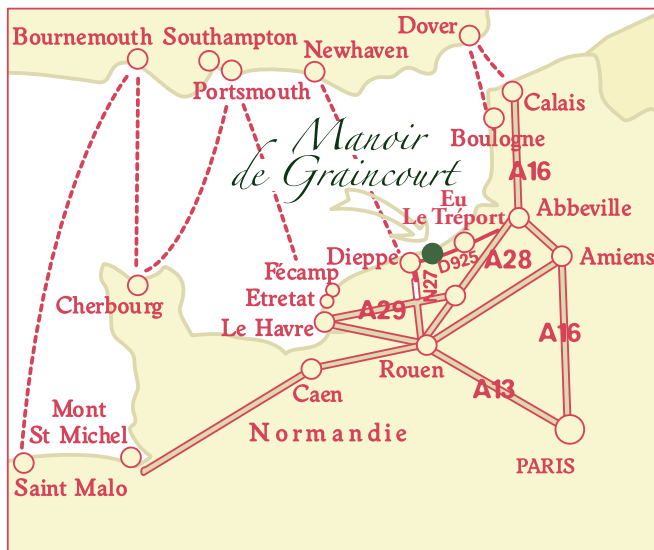 Bournemouth
Southampton
Portsmouth
Newhaven
Dover
Calais
Boulogne
Manoir
de Graincourt
A16
Eu
Le Tréport
Abbeville
Dieppe
D925
A28
Amiens
N27
Fécamp
Etretat
A29
Le Havre
Cherbourg
A16
Rouen
A13
Caen
Mont
St Michel
Normandie
Saint Malo
PARIS